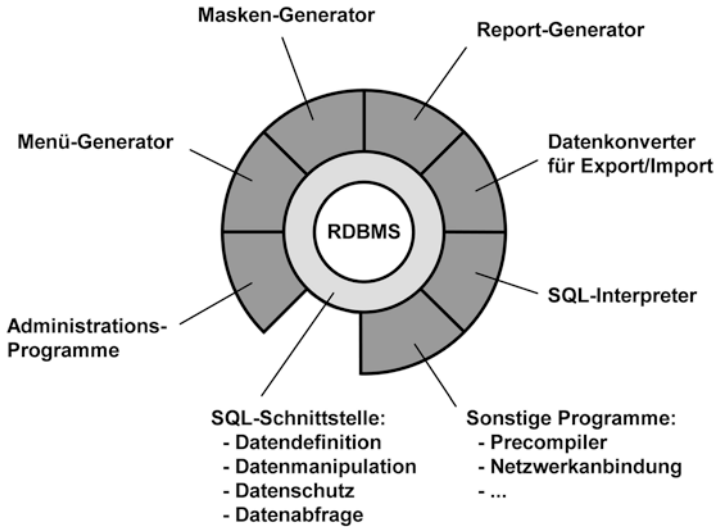 Masken-Generator
Report-Generator
Menü-Generator
Datenkonverter
für Export/Import
RDBMS
SQL-Interpreter
Administrations-
Programme
SQL-Schnittstelle:
- Datendefinition
- Datenmanipulation
- Datenschutz
- Datenabfrage
Sonstige Programme:
- Precompiler
- Netzwerkanbindung
- ...